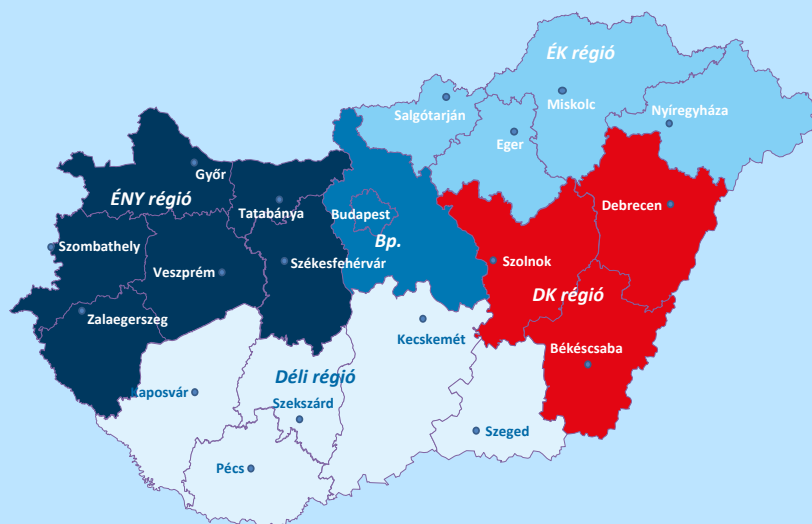 ÉK régió
Miskolc
Salgótarján
Nyíregyháza
Eger
Győr
ÉNY régió
Tatabánya
Budapest
Debrecen
Szombathely
Bp.
Veszprém
Székesfehérvár
Szolnok
DK régió
Zalaegerszeg
Kecskemét
Békéscsaba
Déli régió
Kaposvár
Szekszárd
Szeged
Pécs